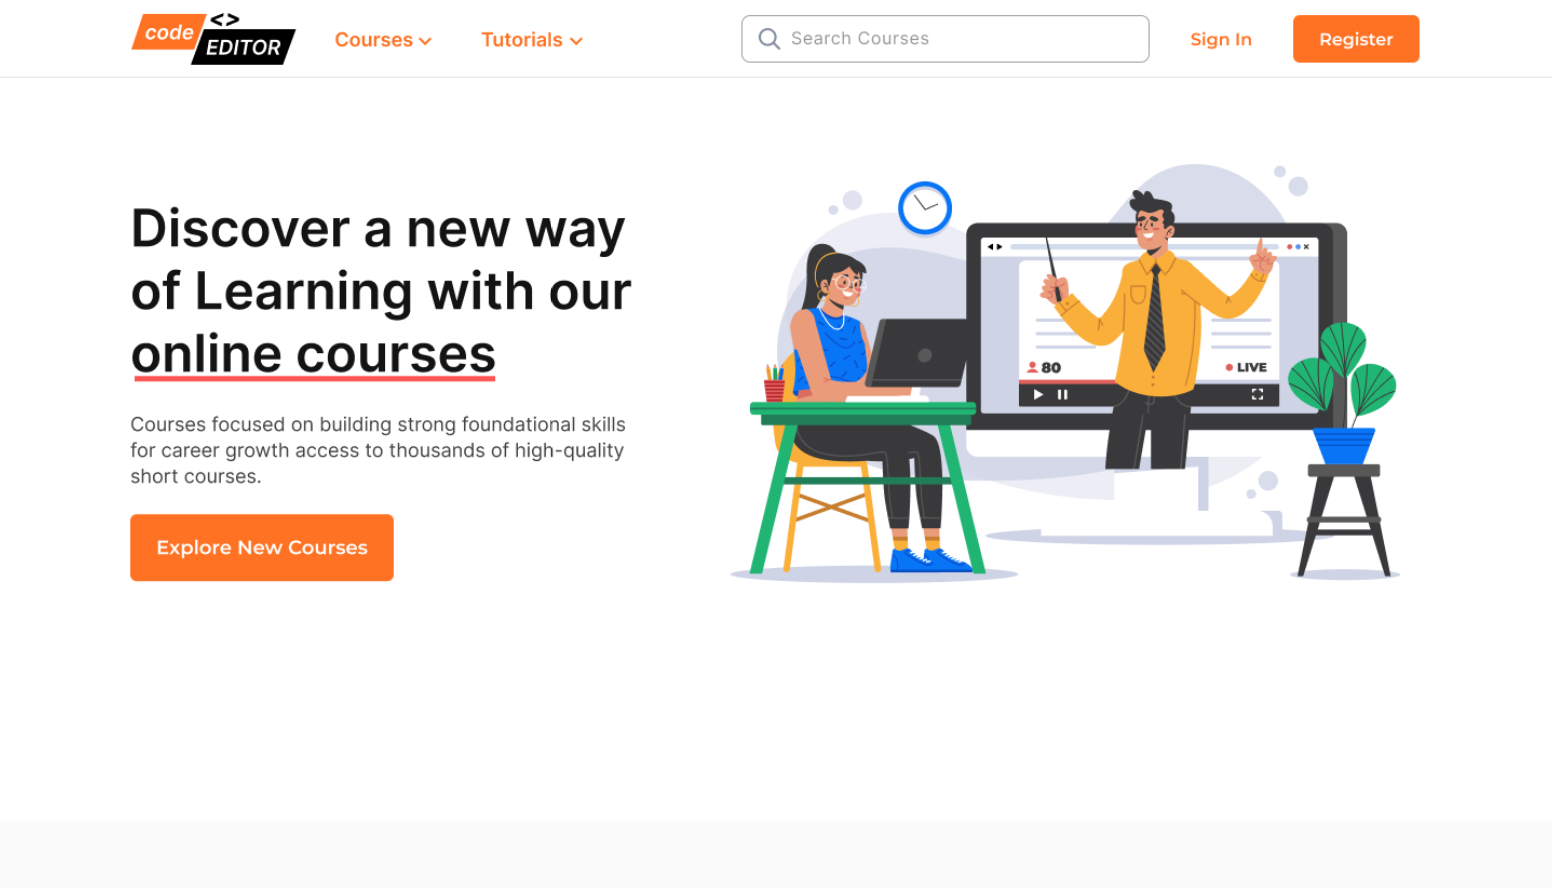 code <>
EDITOR
Courses
Tutorials
Search Courses
Sign In
Register
Discover a new way
of Learning with our
online courses
Courses focused on building strong foundational skills
for career growth access to thousands of high-quality
short courses.
Explore New Courses
80
LIVE